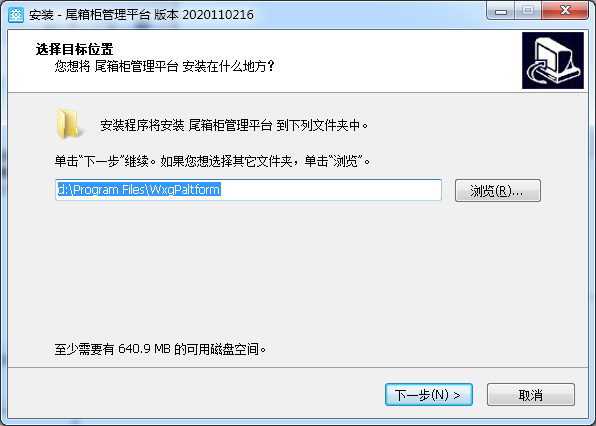 安装 - 尾箱柜管理平台 版本 2020110216
选择目标位置
您想将 尾箱柜管理平台 安装在什么地方？
安装程序将安装 尾箱柜管理平台 到下列文件夹中。
单击“下一步”继续。如果您想选择其它文件夹，单击“浏览”。
d:\Program Files\WxgPaltform
浏览(R)...
至少需要有 640.9 MB 的可用磁盘空间。
下一步(N) >
取消